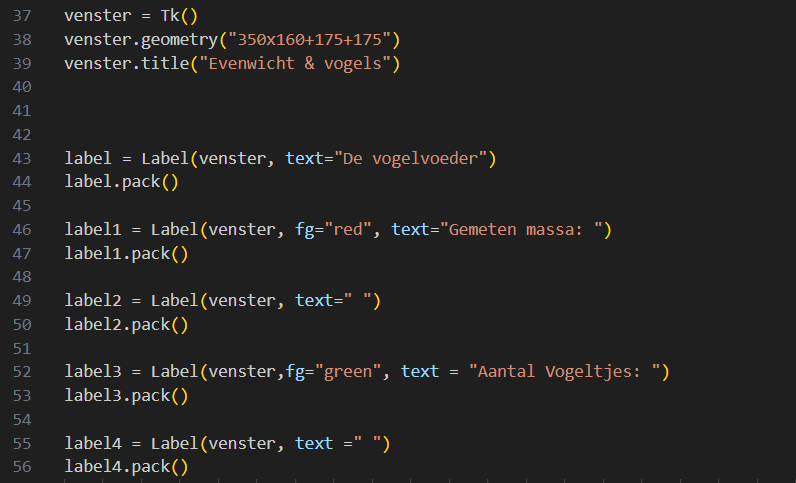 37 venster = Tk()
38 venster.geometry("350x160+175+175")
39 venster.title("Evenwicht & vogels")
40
41
42
43 label = Label(venster, text="De vogelvoeder")
44 label.pack()
45
46 label1 = Label(venster, fg="red", text="Gemeten massa: ")
47 label1.pack()
48
49 label2 = Label(venster, text=" ")
50 label2.pack()
51
52 label3 = Label(venster,fg="green", text = "Aantal Vogeltjes: ")
53 label3.pack()
54
55 label4 = Label(venster, text =" ")
56 label4.pack()